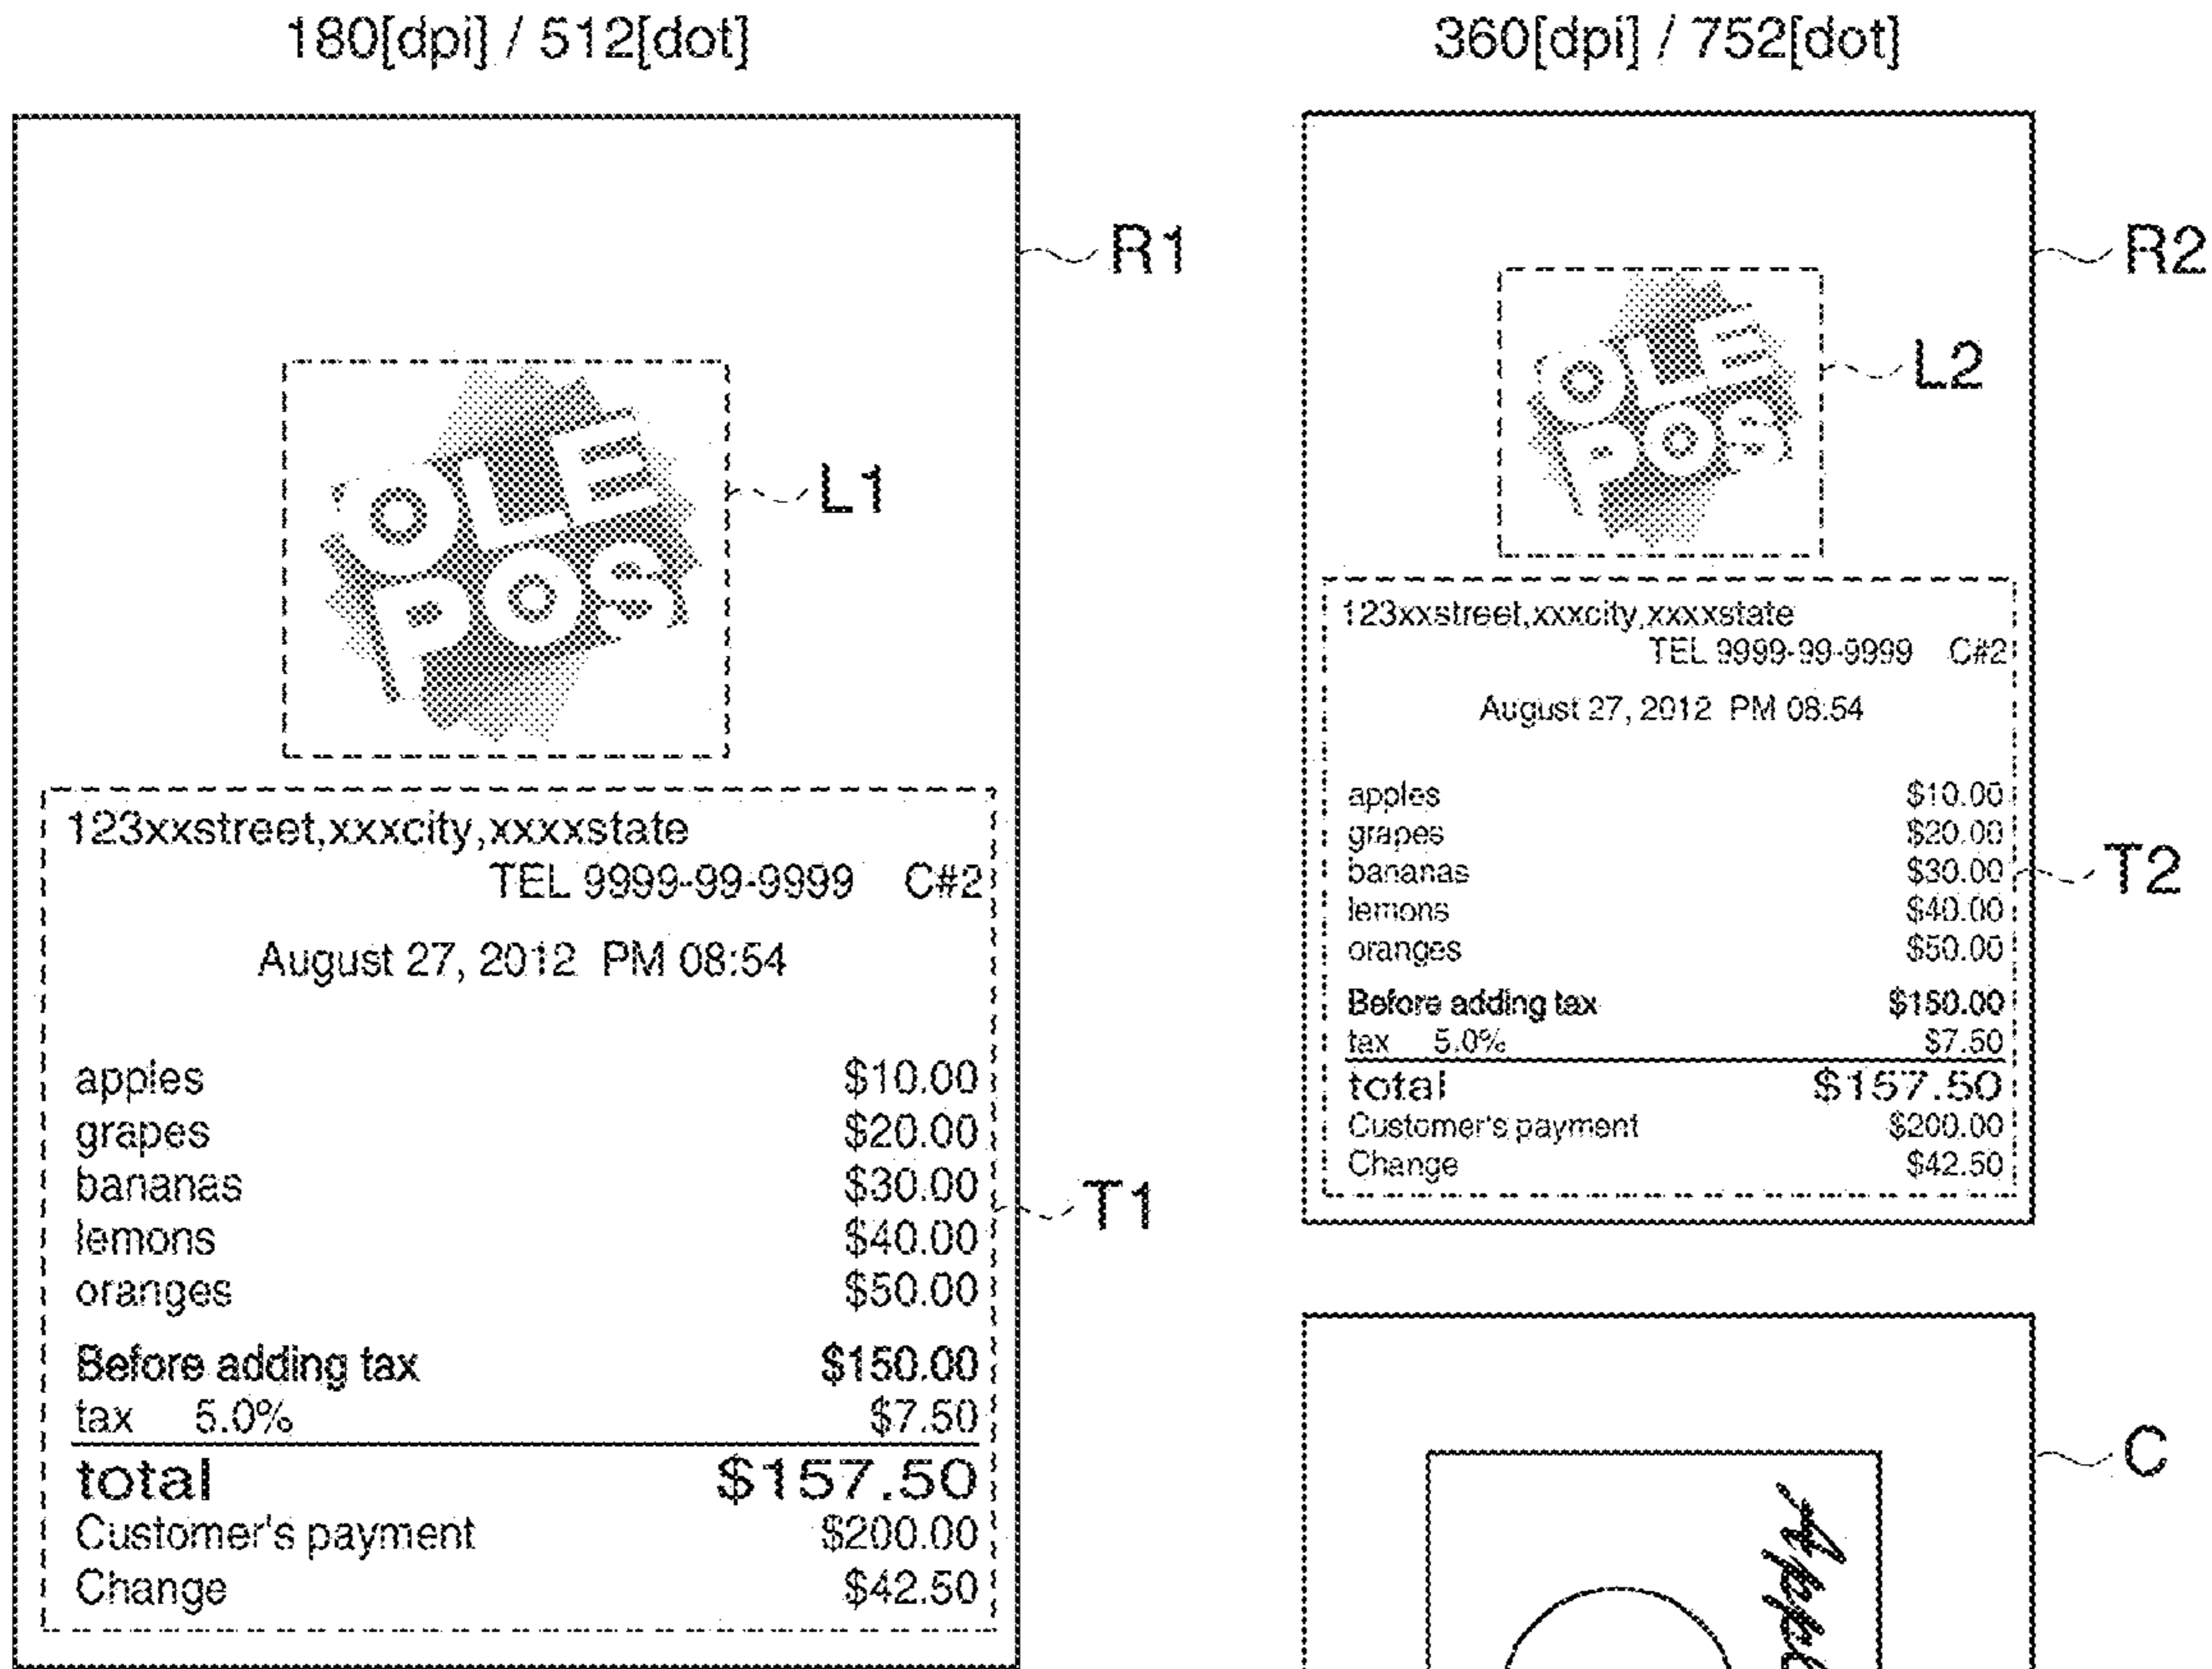 180[dpi] / 512[dot]
R1
OLE
POS
L1
123xxstreet,xxxcity,xxxxstate
TEL 9999-99-9999 C#2
August 27, 2012 PM 08:54
apples $10.00
grapes $20.00
bananas $30.00
lemons $40.00
oranges $50.00
T1
Before adding tax $150.00
tax 5.0% $7.50
total $157.50
Customer's payment $200.00
Change $42.50
360[dpi] / 752[dot]
R2
OLE
POS
L2
123xxstreet,xxxcity,xxxxstate
TEL 9999-99-9999 C#2
August 27, 2012 PM 08:54
apples $10.00
grapes $20.00
bananas $30.00
lemons $40.00
oranges $50.00
T2
Before adding tax $150.00
tax 5.0% $7.50
total $157.50
Customer's payment $200.00
Change $42.50
C